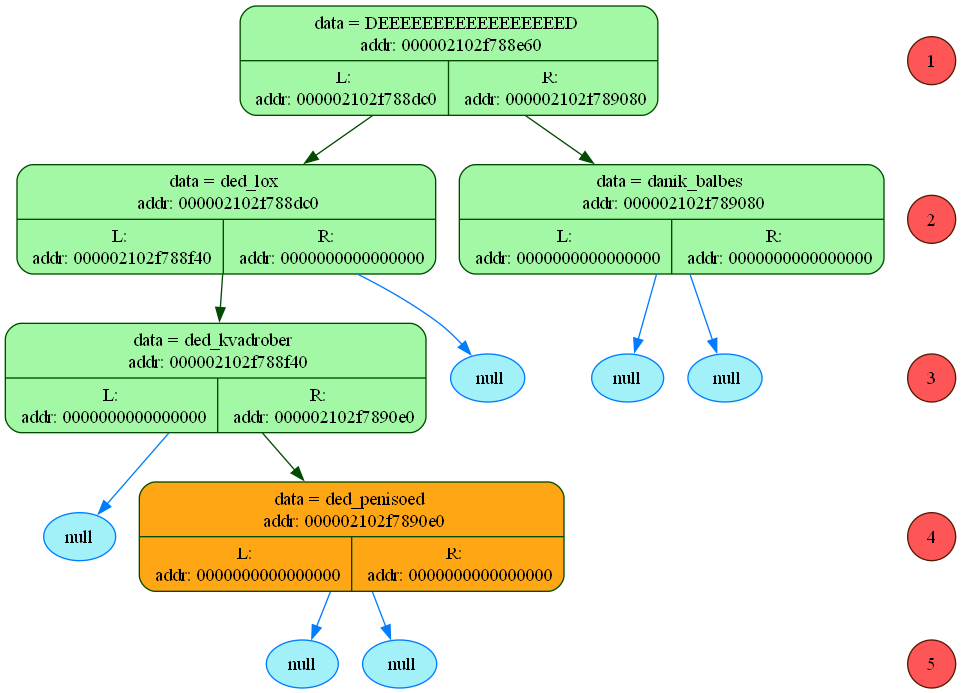 data = DEEEEEEEEEEEEEEEEEED
addr: 000002102f788e60
L:
addr: 000002102f788dc0
R:
addr: 000002102f789080
1
data = ded_lox
addr: 000002102f788dc0
L:
addr: 000002102f788f40
R:
addr: 0000000000000000
data = danik_balbes
addr: 000002102f789080
L:
addr: 0000000000000000
R:
addr: 0000000000000000
2
data = ded_kvadrober
addr: 000002102f788f40
L:
addr: 0000000000000000
R:
addr: 000002102f7890e0
null
null
null
3
null
data = ded_penisoed
addr: 000002102f7890e0
L:
addr: 0000000000000000
R:
addr: 0000000000000000
4
null
null
5